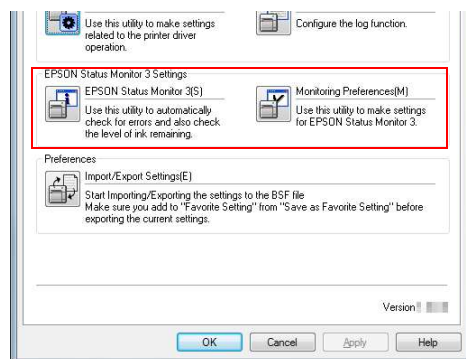 Use this utility to make settings
related to the printer driver
operation.
Configure the log function.
EPSON Status Monitor 3 Settings
EPSON Status Monitor 3(S)
Use this utility to automatically
check for errors and also check
the level of ink remaining.
Monitoring Preferences(M)
Use this utility to make settings
for EPSON Status Monitor 3.
Preferences
Import/Export Settings(E)
Start Importing/Exporting the settings to the BSF file
Make sure you add to "Favorite Setting" from "Save as Favorite Setting" before
exporting the current settings.
Version
OK Cancel Apply Help